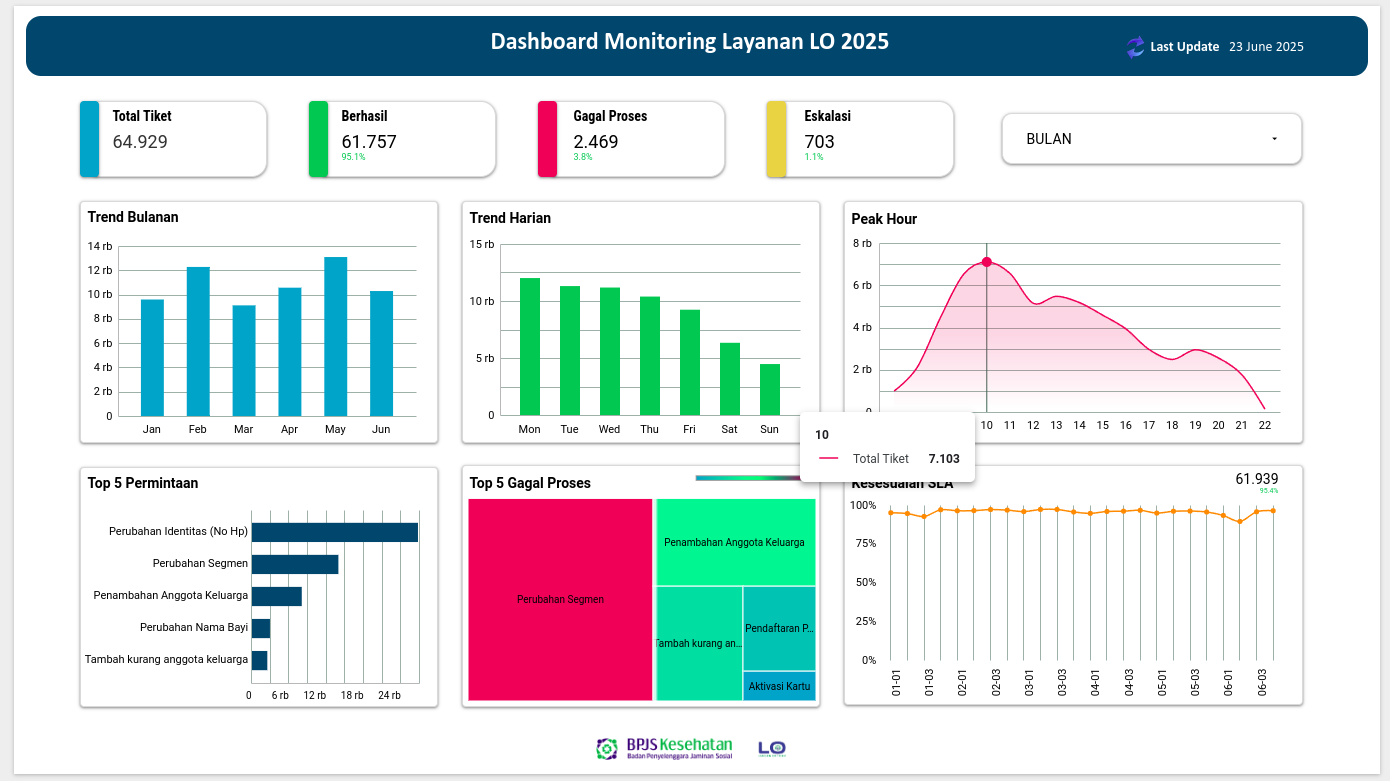 Dashboard Monitoring Layanan LO 2025
Last Update 23 June 2025
Total Tiket
64.929
Berhasil
61.757
95.1%
Gagal Proses
2.469
3.8%
Eskalasi
703
1.1%
BULAN
Trend Bulanan
14 rb
12 rb
10 rb
8 rb
6 rb
4 rb
2 rb
0
Jan Feb Mar Apr May Jun
Trend Harian
15 rb
10 rb
5 rb
0
Mon Tue Wed Thu Fri Sat Sun
Peak Hour
8 rb
6 rb
4 rb
2 rb
10 11 12 13 14 15 16 17 18 19 20 21 22
10
Total Tiket 7.103
Top 5 Permintaan
Perubahan Identitas (No Hp)
Perubahan Segmen
Penambahan Anggota Keluarga
Perubahan Nama Bayi
Tambah kurang anggota keluarga
0 6 rb 12 rb 18 rb 24 rb
Top 5 Gagal Proses
Perubahan Segmen
Penambahan Anggota Keluarga
Tambah kurang an...
Pendaftaran P...
Aktivasi Kartu
Kesesuaian SLA
61.939
95.4%
100%
75%
50%
25%
0%
01-01 01-03 02-01 02-03 03-01 03-03 04-01 04-03 05-01 05-03 06-01 06-03
BPJS Kesehatan
Badan Penyelenggara Jaminan Sosial
LO